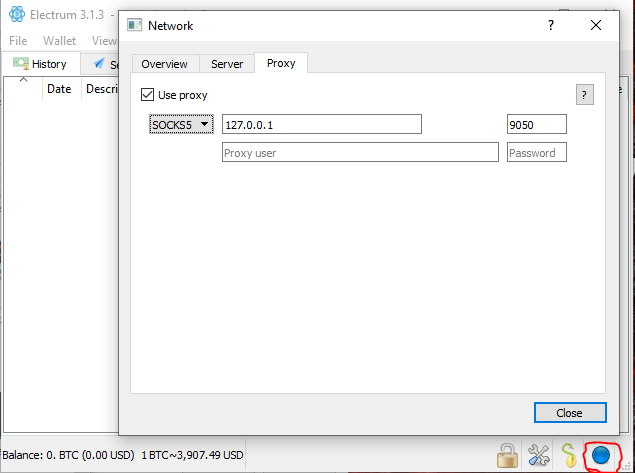 Electrum 3.1.3 -
Network
?
File Wallet View
History
Se
Overview Server Proxy
Date Descri
e
Use proxy
?
SOCKS5 127.0.0.1 9050
Proxy user Password
Close
Balance: 0. BTC (0.00 USD) 1 BTC~3,907.49 USD